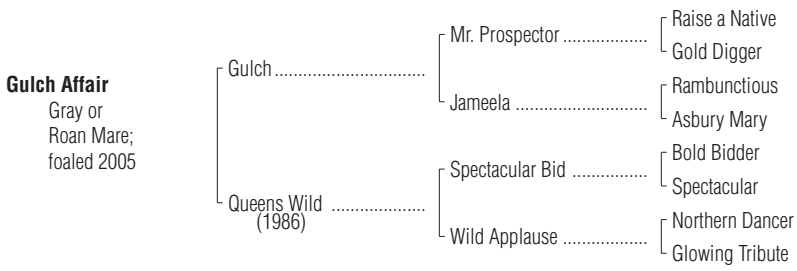 Gulch Affair
Gray or
Roan Mare;
foaled 2005
Gulch
Queens Wild
(1986)
Mr. Prospector
Jameela
Spectacular Bid
Wild Applause
Raise a Native
Gold Digger
Rambunctious
Asbury Mary
Bold Bidder
Spectacular
Northern Dancer
Glowing Tribute